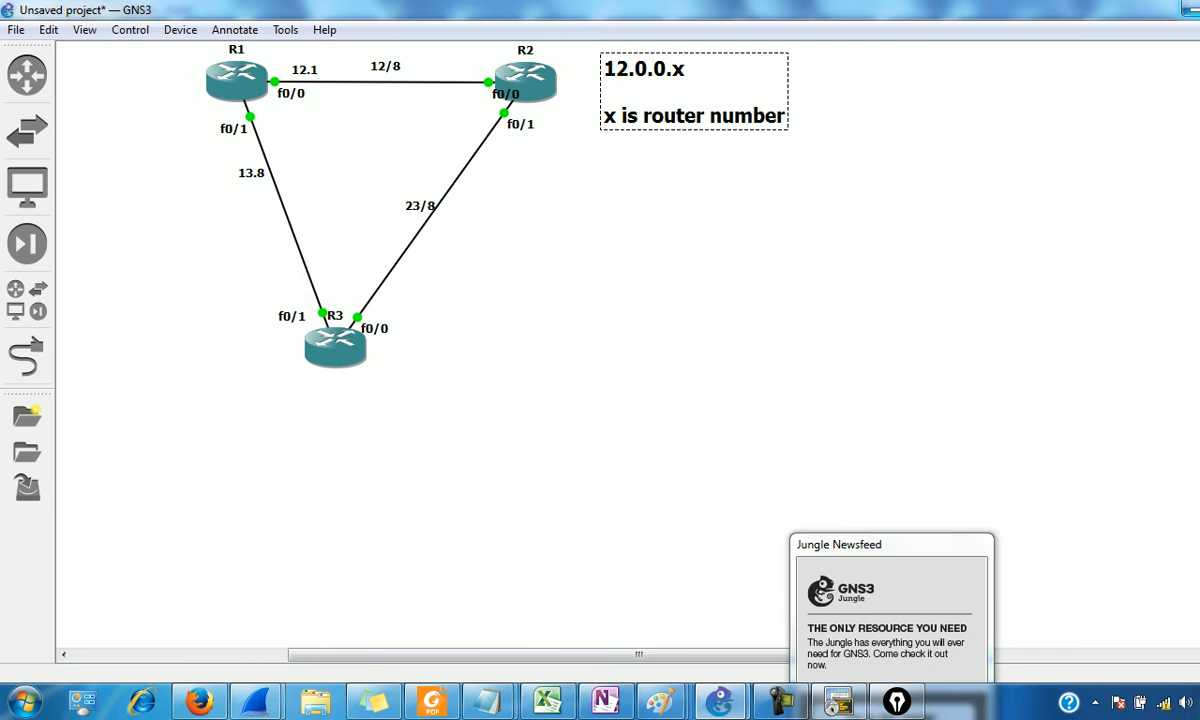 Unsaved project* — GNS3
File Edit View Control Device Annotate Tools Help
R1
R2
12.1
12/8
f0/0
f0/0
f0/1
f0/1
12.0.0.x
x is router number
13.8
23/8
f0/1
R3
f0/0
Jungle Newsfeed
GNS3
Jungle
THE ONLY RESOURCE YOU NEED
The Jungle has everything you will ever
need for GNS3. Come check it out
now.
PDF